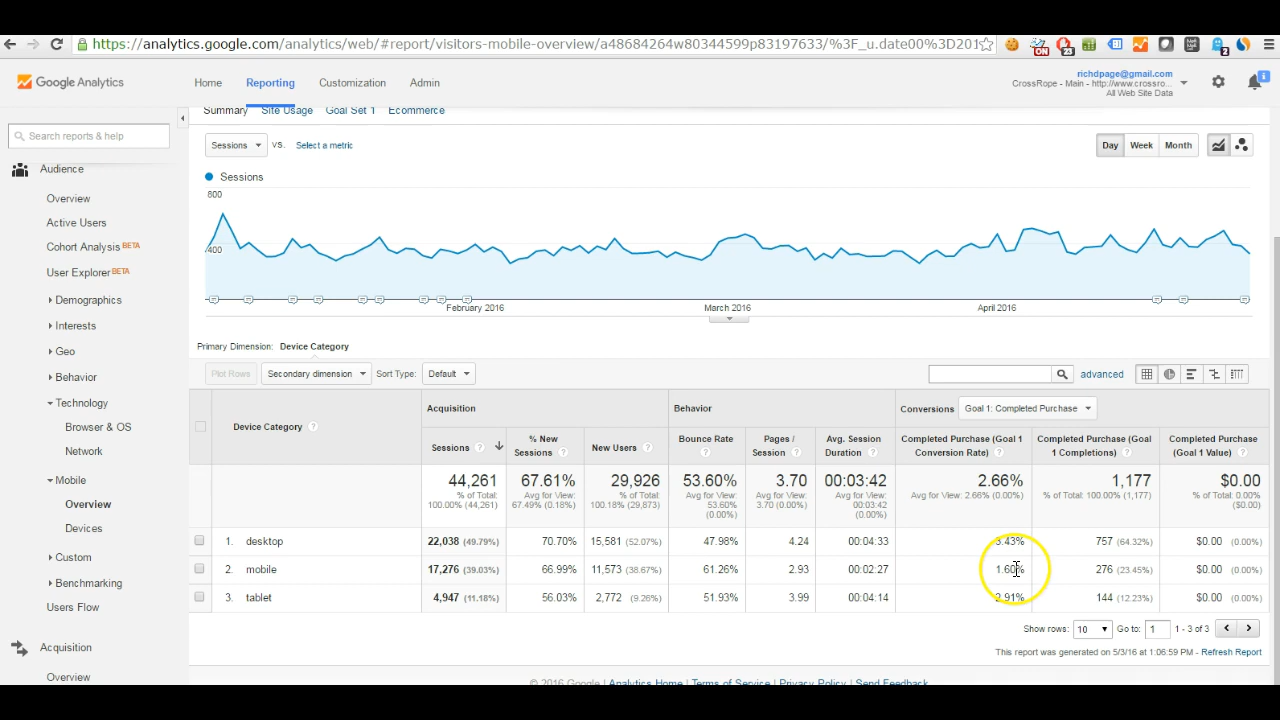 https://analytics.google.com/analytics/web/#report/visitors-mobile-overview/a48684264w80344599p83197633/%3F_u.date00%3D201
ON 23 2
Google Analytics
Home Reporting Customization Admin
richdpage@gmail.com
CrossRope - Main - http://www.crossro...
All Web Site Data
Summary Site Usage Goal Set 1 Ecommerce
Search reports & help
Sessions VS. Select a metric
Day Week Month
Sessions
800
400
February 2016 March 2016 April 2016
Audience
Overview
Active Users
Cohort Analysis BETA
User Explorer BETA
Demographics
Interests
Geo
Behavior
Technology
Browser & OS
Network
Mobile
Overview
Devices
Custom
Benchmarking
Users Flow
Acquisition
Overview
Primary Dimension: Device Category
Plot Rows Secondary dimension Sort Type: Default advanced
Device Category ? Acquisition Behavior Conversions Goal 1: Completed Purchase
Sessions ? % New Sessions ? New Users ? Bounce Rate ? Pages / Session ? Avg. Session Duration ? Completed Purchase (Goal 1 Conversion Rate) ? Completed Purchase (Goal 1 Completions) ? Completed Purchase (Goal 1 Value) ?
44,261 67.61% 29,926 53.60% 3.70 00:03:42 2.66% 1,177 $0.00
% of Total: 100.00% (44,261) Avg for View: 67.49% (0.18%) % of Total: 100.18% (29,873) Avg for View: 53.60% (0.00%) Avg for View: 3.70 (0.00%) Avg for View: 00:03:42 (0.00%) Avg for View: 2.66% (0.00%) % of Total: 100.00% (1,177) % of Total: 0.00% ($0.00)
1. desktop 22,038 (49.79%) 70.70% 15,581 (52.07%) 47.98% 4.24 00:04:33 3.43% 757 (64.32%) $0.00 (0.00%)
2. mobile 17,276 (39.03%) 66.99% 11,573 (38.67%) 61.26% 2.93 00:02:27 1.60% 276 (23.45%) $0.00 (0.00%)
3. tablet 4,947 (11.18%) 56.03% 2,772 (9.26%) 51.93% 3.99 00:04:14 2.91% 144 (12.23%) $0.00 (0.00%)
Show rows: 10 Go to: 1 1 - 3 of 3
This report was generated on 5/3/16 at 1:06:59 PM - Refresh Report
© 2016 Google | Analytics Home | Terms of Service | Privacy Policy | Send Feedback